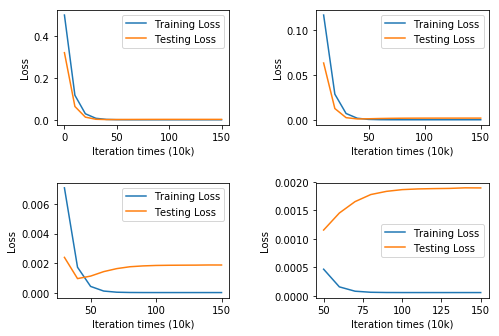 Training Loss
Testing Loss
0.4
0.2
0.0
Loss
0 50 100 150
Iteration times (10k)
Training Loss
Testing Loss
0.10
0.05
0.00
Loss
50 100 150
Iteration times (10k)
Training Loss
Testing Loss
0.006
0.004
0.002
0.000
Loss
50 100 150
Iteration times (10k)
Training Loss
Testing Loss
0.0020
0.0015
0.0010
0.0005
0.0000
Loss
50 75 100 125 150
Iteration times (10k)